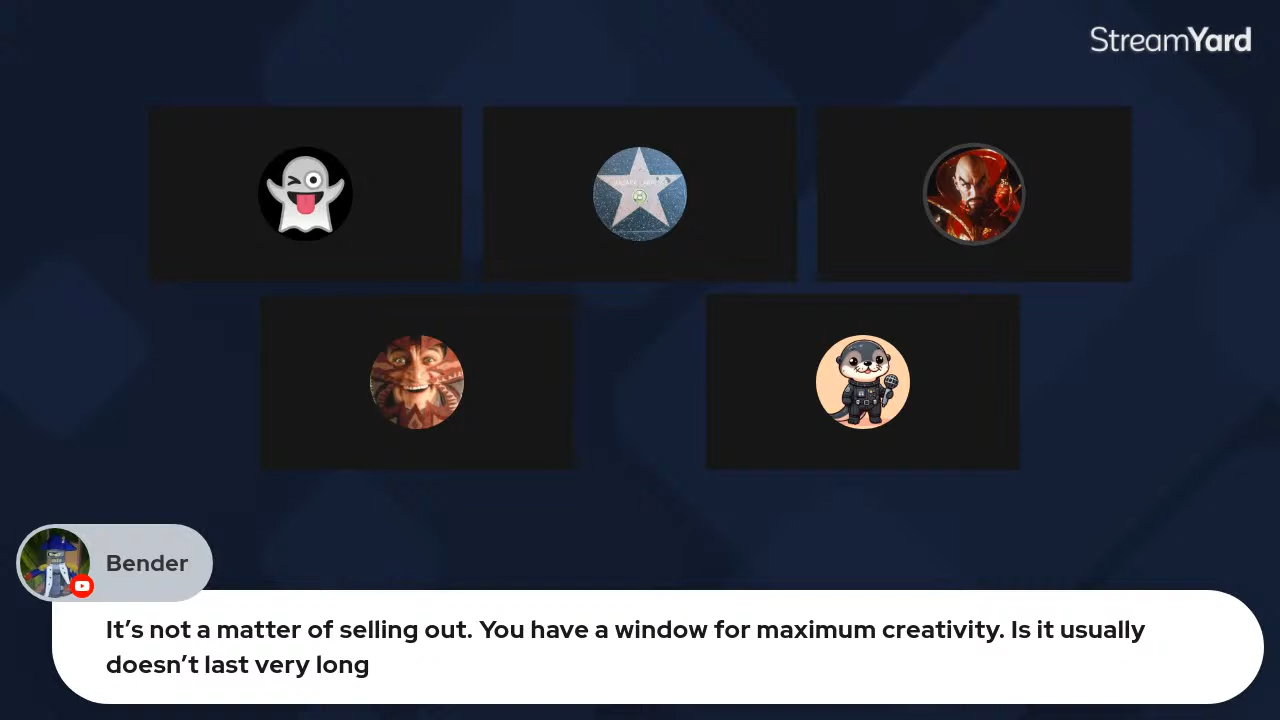 StreamYard
Bender
It’s not a matter of selling out. You have a window for maximum creativity. Is it usually
doesn’t last very long